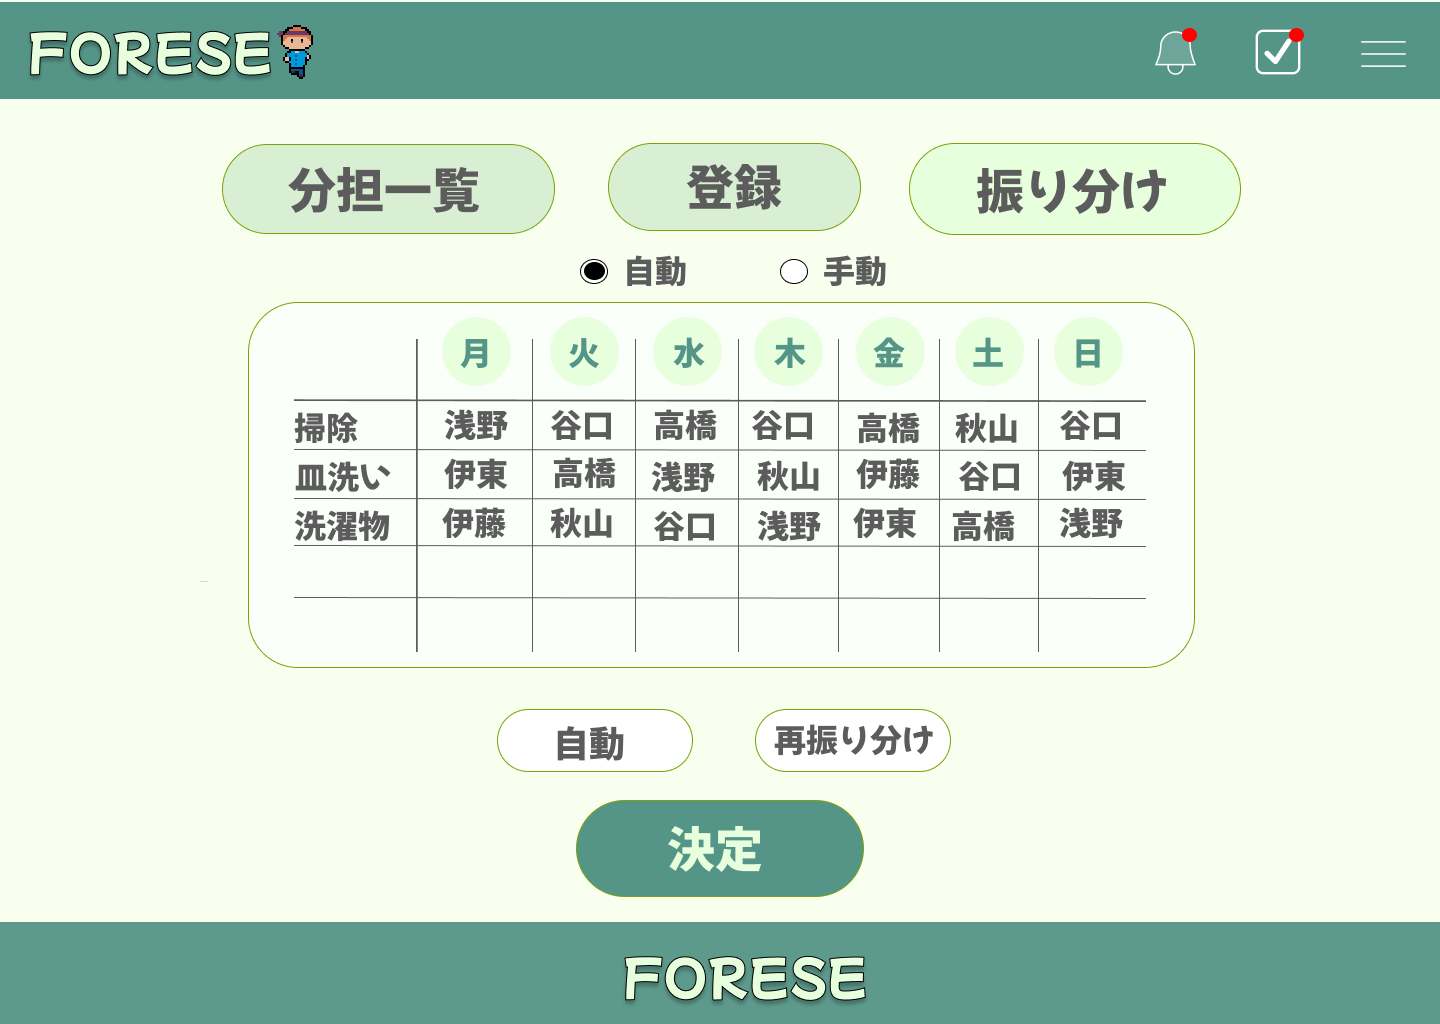 FORESE
分担一覧 登録 振り分け
自動 手動
月 火 水 木 金 土 日
掃除 浅野 谷口 高橋 谷口 高橋 秋山 谷口
皿洗い 伊東 高橋 浅野 秋山 伊藤 谷口 伊東
洗濯物 伊藤 秋山 谷口 浅野 伊東 高橋 浅野
自動 再振り分け
決定
FORESE